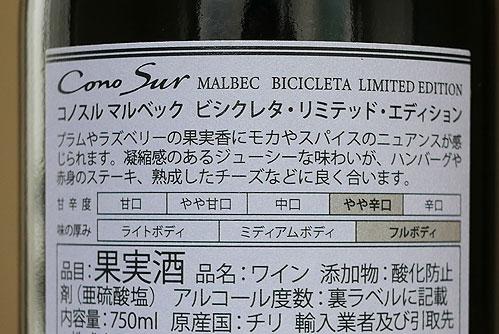 Cono Sur MALBEC BICICLETA LIMITED EDITION
コノスル マルベック ビシクレタ・リミテッド・エディション
プラムやラズベリーの果実香にモカやスパイスのニュアンスが感
じられます。凝縮感のあるジューシーな味わいが、ハンバーグや
赤身のステーキ、熟成したチーズなどに良く合います。
甘辛度 甘口 やや甘口 中口 やや辛口 辛口
味の厚み ライトボディ ミディアムボディ フルボディ
品目:果実酒 品名:ワイン 添加物:酸化防止
剤(亜硫酸塩) アルコール度数:裏ラベルに記載
内容量:750ml 原産国:チリ 輸入業者及び引取先